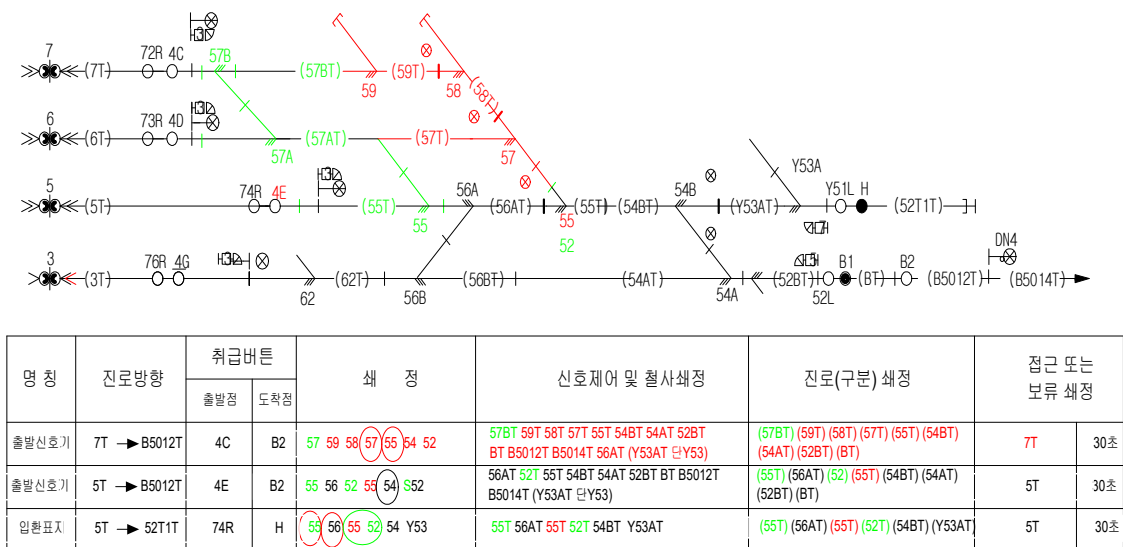 7 72R 4C 3 57B
(7T) (57BT) 59 (59T) 58 (58T)
6 73R 4D 3
(6T) 57A (57AT) (57T) 57 Y53A
5 74R 4E 3 56A 54B Y51L H
(5T) (55T) 55 (56AT) 55 (55T) (54BT) (Y53AT) (52T1T)
52
3 76R 4G 3 DN4
(3T) 62 (62T) 56B (56BT) (54AT) 54A (52BT) 52L B1 (BT) B2 (B5012T) (B5014T)
명 칭 진로방향 취급버튼 쇄 정 신호제어 및 철사쇄정 진로(구분) 쇄정 접근 또는
보류 쇄정
출발점 도착점
출발신호기 7T B5012T 4C B2 57 59 58 57 55 54 52 57BT 59T 58T 57T 55T 54BT 54AT 52BT (57BT) (59T) (58T) (57T) (55T) (54BT) 7T 30초
BT B5012T B5014T 56AT (Y53AT 단Y53) (54AT) (52BT) (BT)
출발신호기 5T B5012T 4E B2 55 56 52 55 54 S52 56AT 52T 55T 54BT 54AT 52BT BT B5012T (55T) (56AT) (52) (55T) (54BT) (54AT) 5T 30초
B5014T (Y53AT 단Y53) (52BT) (BT)
입환표지 5T 52T1T 74R H 55 56 55 52 54 Y53 55T 56AT 55T 52T 54BT Y53AT (55T) (56AT) (55T) (52T) (54BT) (Y53AT) 5T 30초